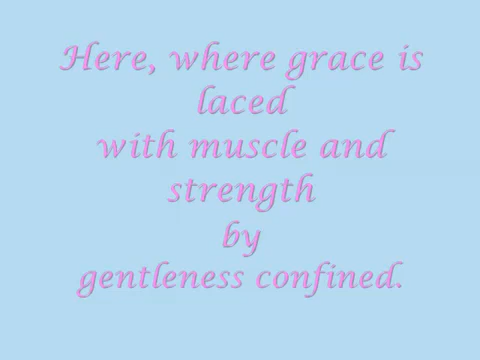 Here, where grace is
laced
with muscle and
strength
by
gentleness confined.